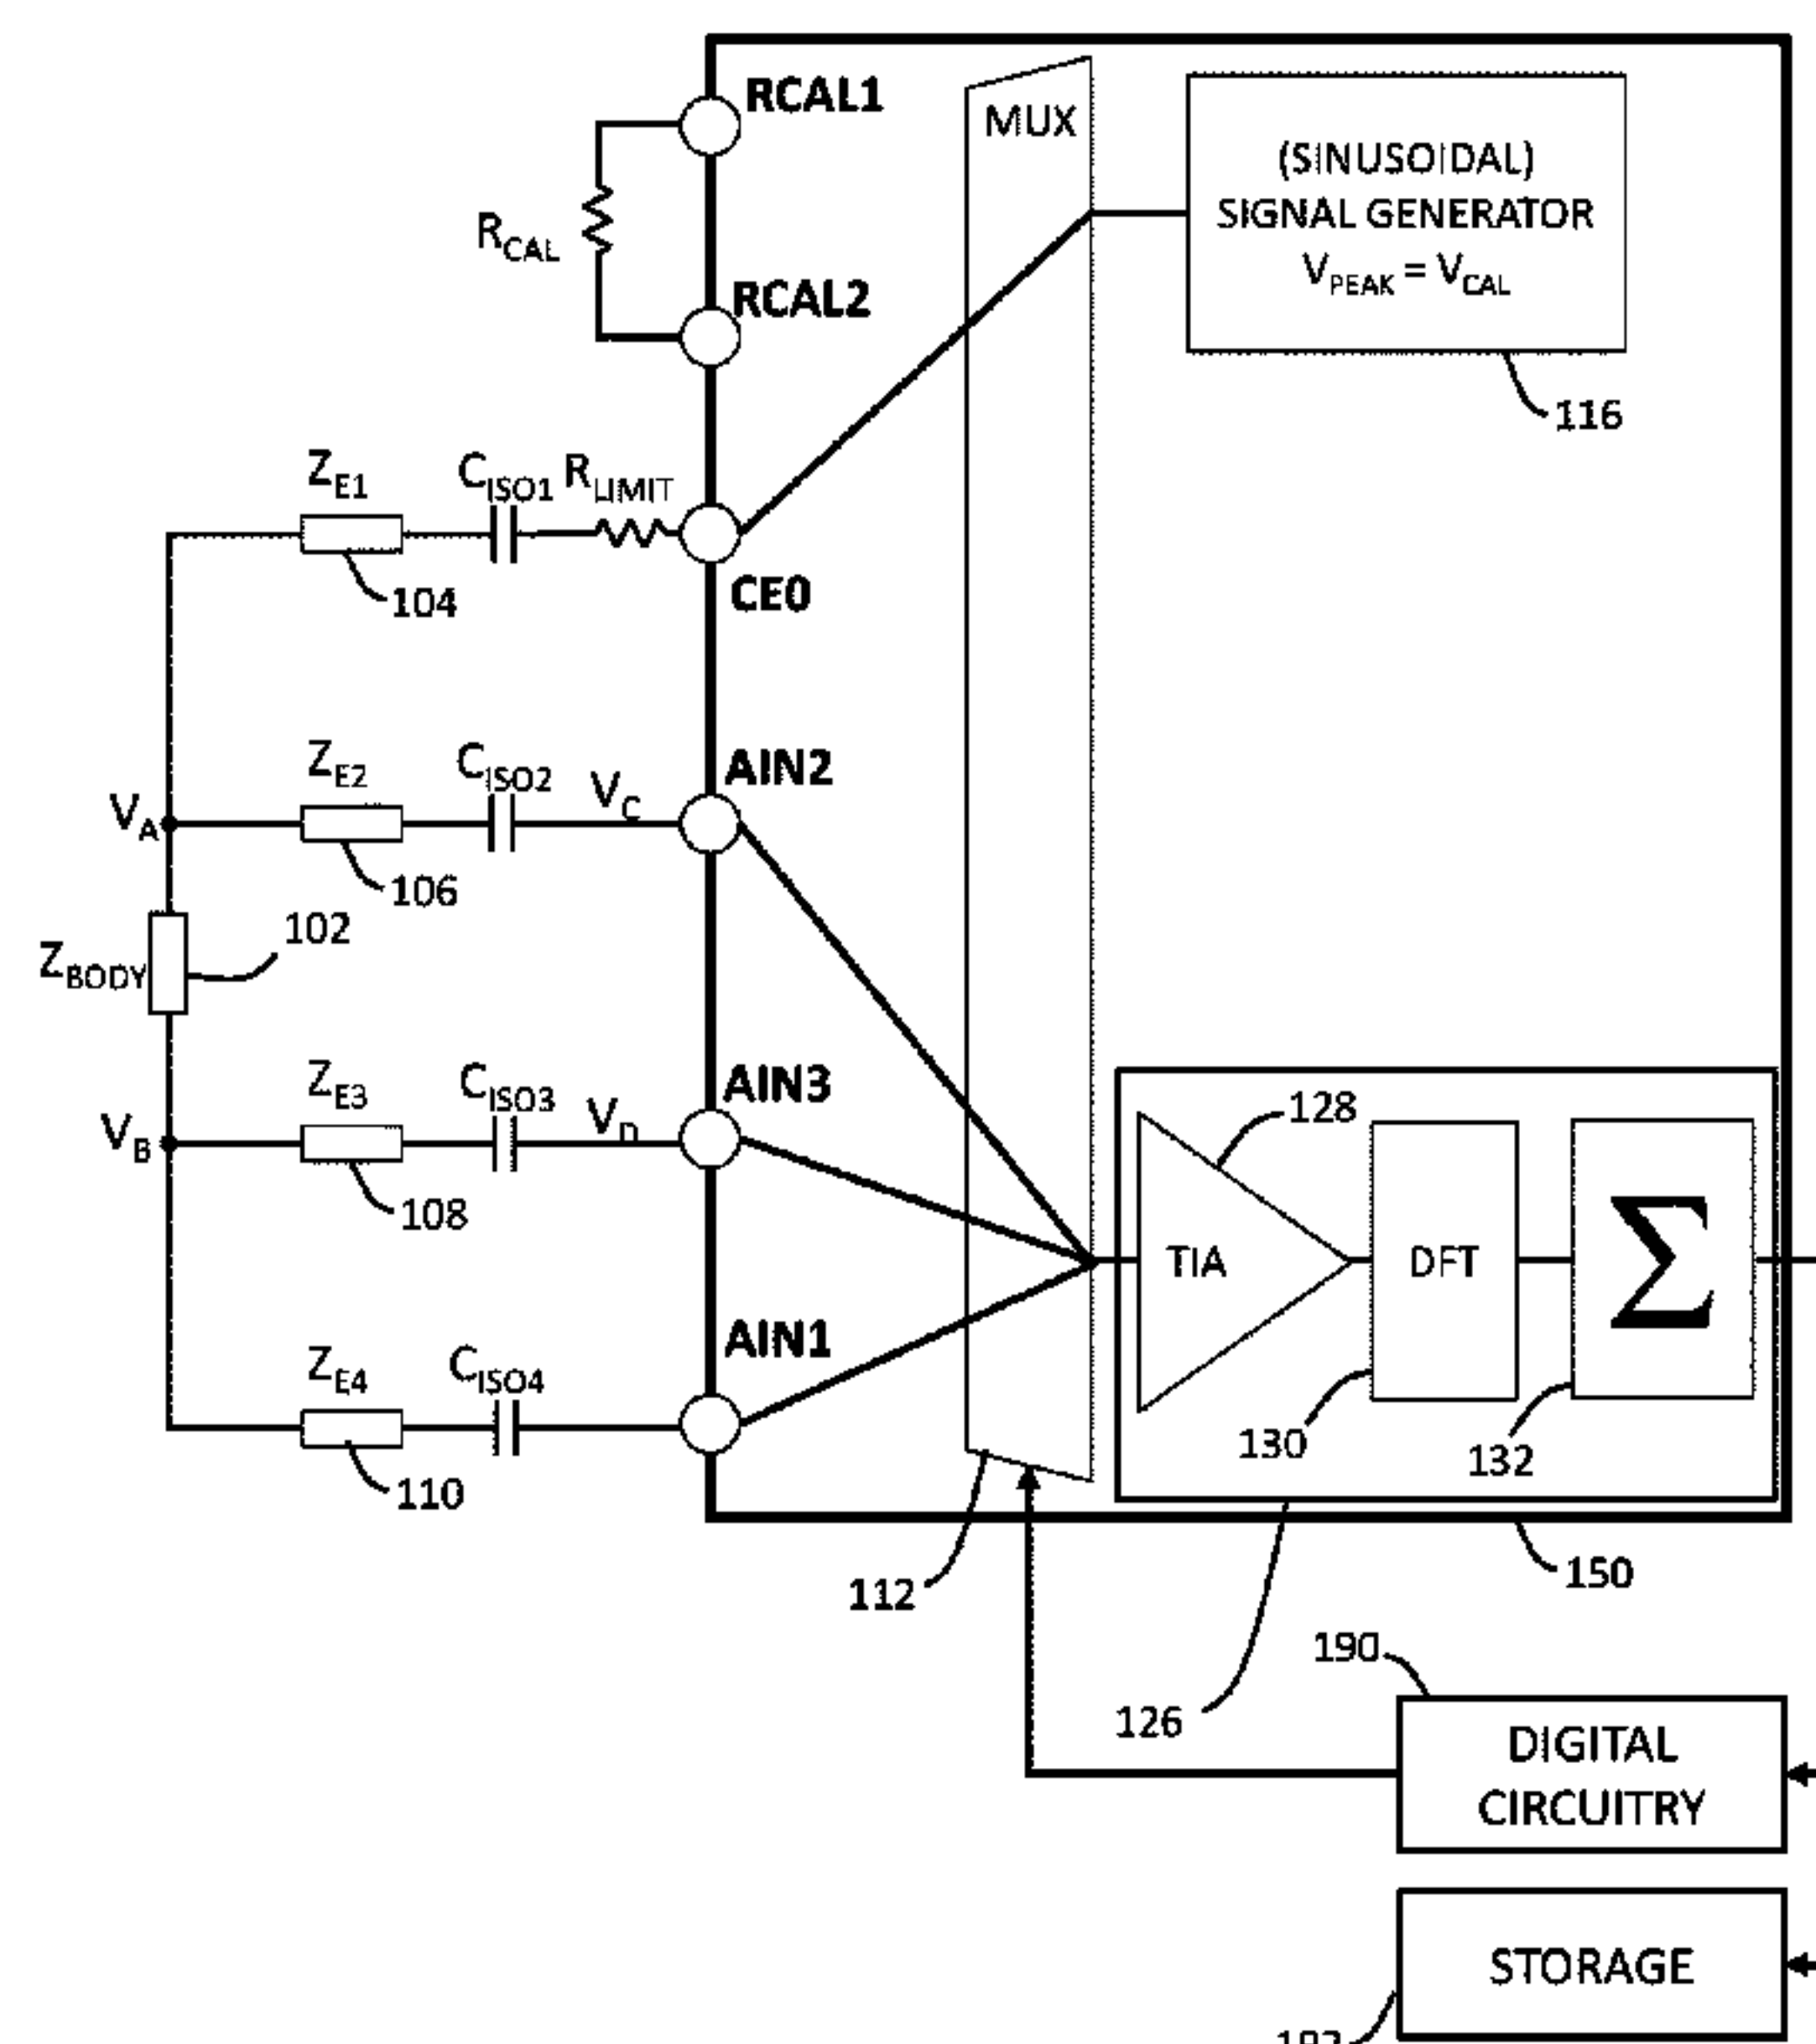 RCAL1
MUX
(SINUSOIDAL)
SIGNAL GENERATOR
VPEAK = VCAL
RCAL
RCAL2
116
ZE1
CISO1
RLIMIT
104
CE0
ZE2
CISO2
VC
AIN2
VA
106
102
ZBODY
ZE3
CISO3
VD
AIN3
128
VB
108
TIA
DFT
Σ
AIN1
ZE4
CISO4
130
132
110
112
150
190
126
DIGITAL
CIRCUITRY
STORAGE